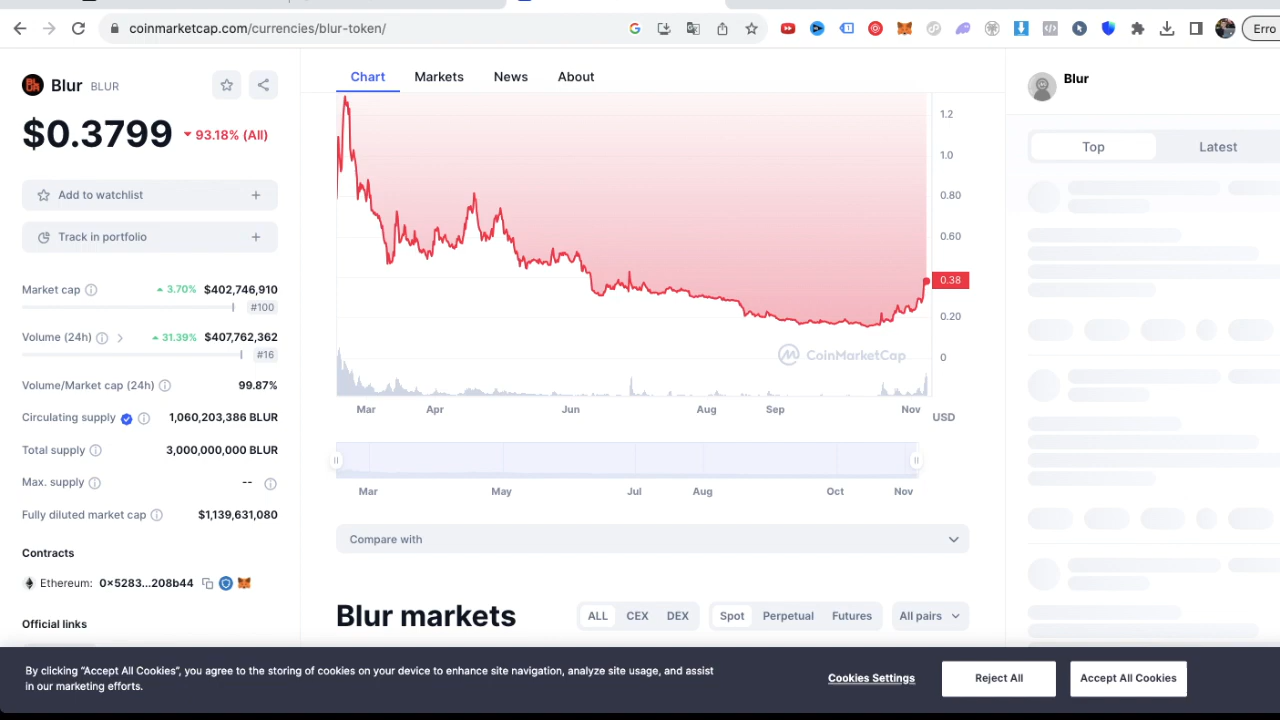 coinmarketcap.com/currencies/blur-token/
Erro
Blur BLUR
$0.3799 93.18% (All)
Add to watchlist +
Track in portfolio +
Market cap 3.70% $402,746,910
#100
Volume (24h) 31.39% $407,762,362
#16
Volume/Market cap (24h) 99.87%
Circulating supply 1,060,203,386 BLUR
Total supply 3,000,000,000 BLUR
Max. supply --
Fully diluted market cap $1,139,631,080
Contracts
Ethereum: 0x5283...208b44
Official links
Chart Markets News About
1.2
1.0
0.80
0.60
0.38
0.20
0
CoinMarketCap
Mar Apr Jun Aug Sep Nov
USD
Mar May Jul Aug Oct Nov
Compare with
Blur markets
ALL CEX DEX
Spot Perpetual Futures
All pairs
Blur
Top Latest
By clicking “Accept All Cookies”, you agree to the storing of cookies on your device to enhance site navigation, analyze site usage, and assist
in our marketing efforts.
Cookies Settings
Reject All
Accept All Cookies